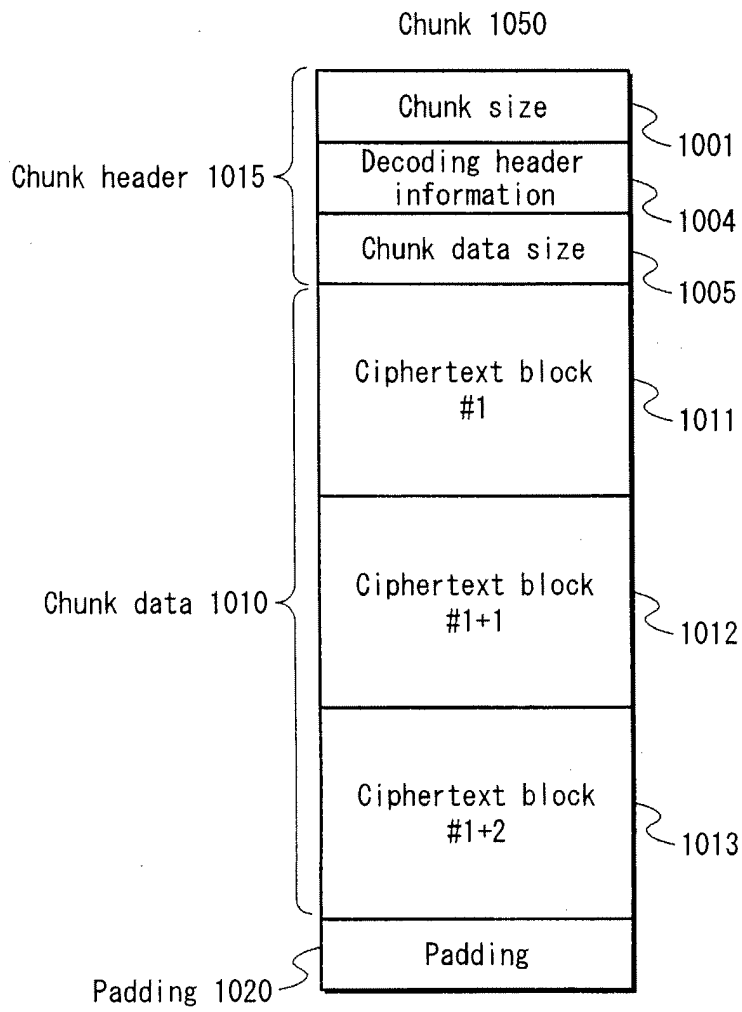 Chunk 1050
Chunk size
1001
Chunk header 1015
Decoding header
information
1004
Chunk data size
1005
Ciphertext block
#1
1011
Chunk data 1010
Ciphertext block
#1+1
1012
Ciphertext block
#1+2
1013
Padding
Padding 1020